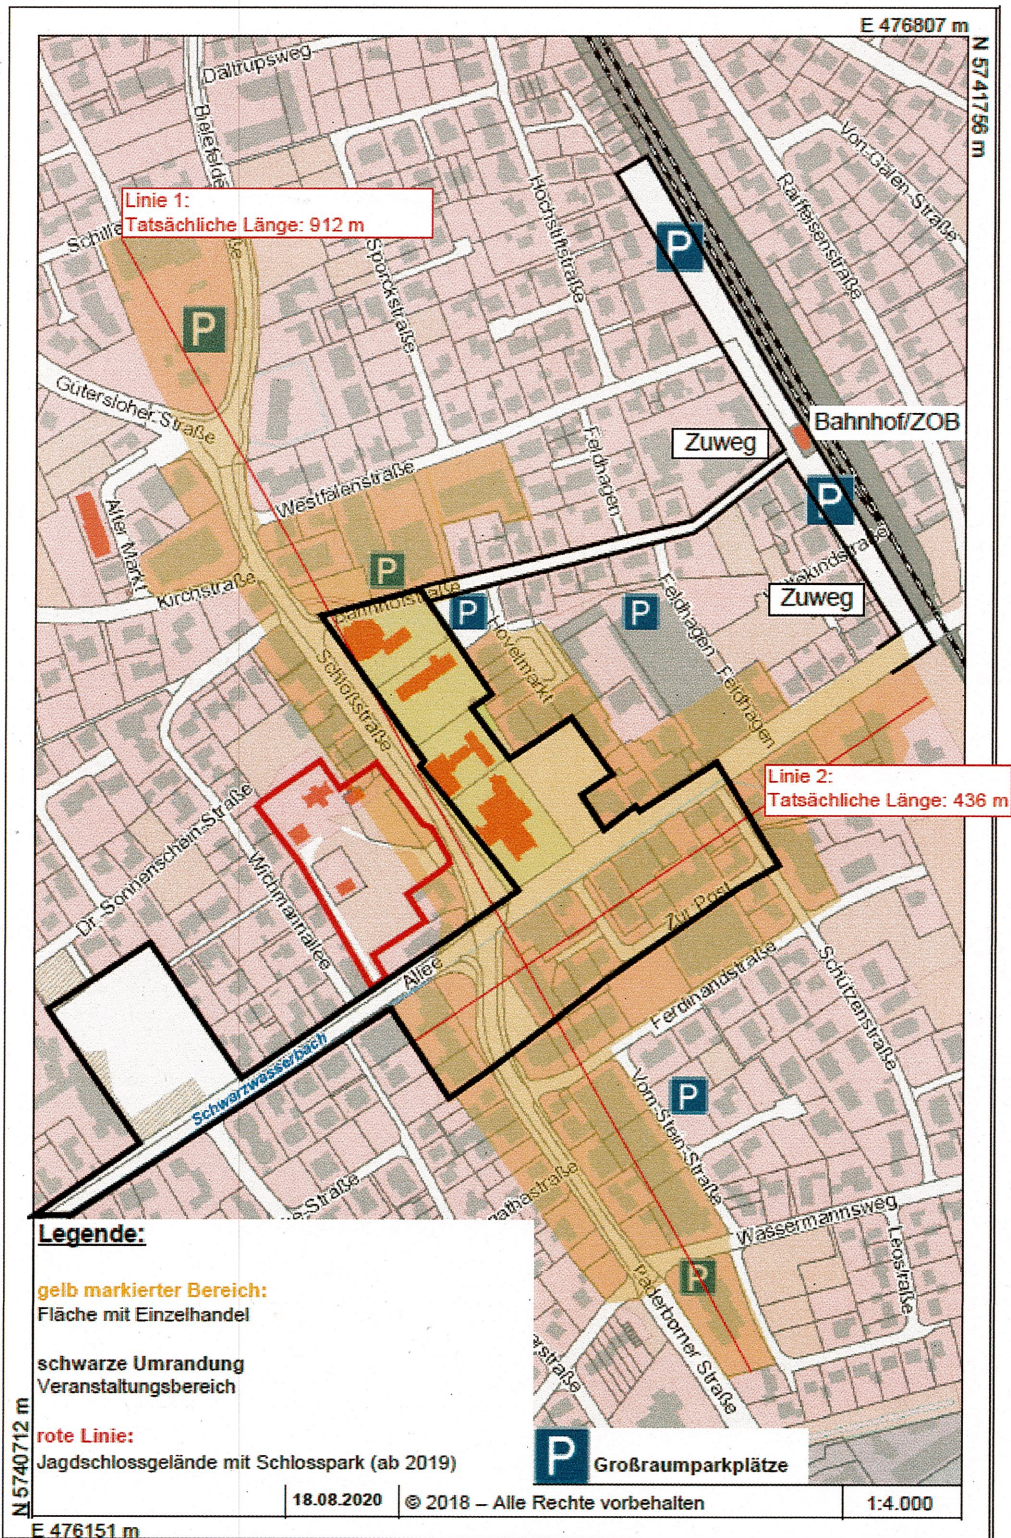 E 476807 m
N 5741756 m
Daltrupsweg
Von-Galen-Straße
Raiffeisenstraße
Hochstiftstraße
Linie 1:
Tatsächliche Länge: 912 m
P
Sporckstraße
P
Gütersloher-Straße
Bahnhof/ZOB
Zuweg
Feldhagen
P
Westfalenstraße
Alter Markt
Kirchstraße
P
Bahnhofstraße
P
P
Zuweg
Hövelmarkt
Feldhagen
Feldhagen
Schloßstraße
Linie 2:
Tatsächliche Länge: 436 m
Dr.-Sonnenschein-Straße
Wichmannallee
Zur Post
Allee
Ferdinandstraße
Schützenstraße
Schwarzwasserbach
P
Vom-Stein-Straße
Wassermannsweg
Leostraße
P
Paderborner Straße
Legende:
gelb markierter Bereich:
Fläche mit Einzelhandel
schwarze Umrandung
Veranstaltungsbereich
rote Linie:
Jagdschlossgelände mit Schlosspark (ab 2019)
P Großraumparkplätze
18.08.2020
© 2018 – Alle Rechte vorbehalten
1:4.000
N 5740712 m
E 476151 m